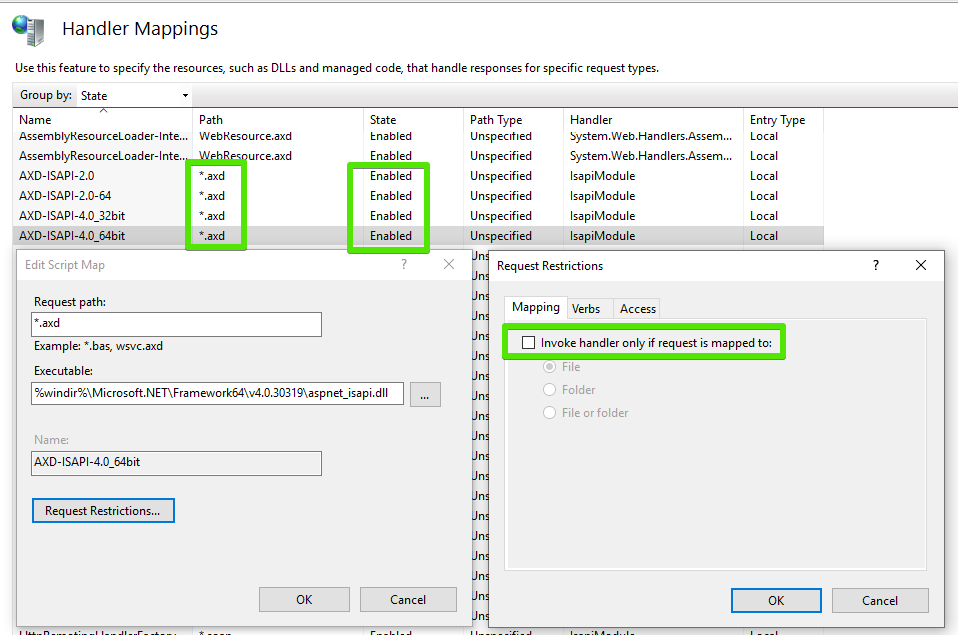 Handler Mappings
Use this feature to specify the resources, such as DLLs and managed code, that handle responses for specific request types.
Group by: State
Name Path State Path Type Handler Entry Type
AssemblyResourceLoader-Inte... WebResource.axd Enabled Unspecified System.Web.Handlers.Assem... Local
AssemblyResourceLoader-Inte... WebResource.axd Enabled Unspecified System.Web.Handlers.Assem... Local
AXD-ISAPI-2.0 *.axd Enabled Unspecified IsapiModule Local
AXD-ISAPI-2.0-64 *.axd Enabled Unspecified IsapiModule Local
AXD-ISAPI-4.0_32bit *.axd Enabled Unspecified IsapiModule Local
AXD-ISAPI-4.0_64bit *.axd Enabled Unspecified IsapiModule Local
Edit Script Map ?
Request path:
*.axd
Example: *.bas, wsvc.axd
Executable:
%windir%\Microsoft.NET\Framework64\v4.0.30319\aspnet_isapi.dll ...
Name:
AXD-ISAPI-4.0_64bit
Request Restrictions...
OK Cancel
Request Restrictions ?
Mapping Verbs Access
Invoke handler only if request is mapped to:
File
Folder
File or folder
OK Cancel